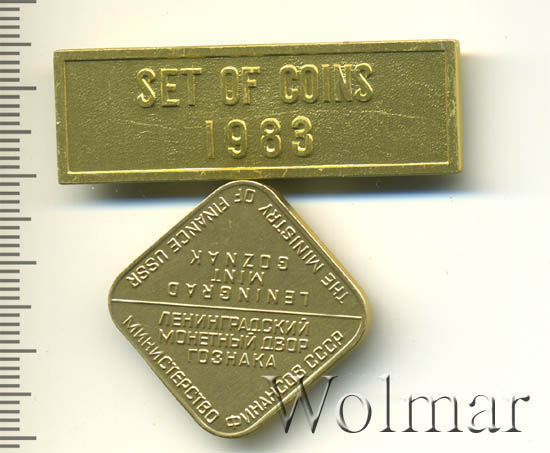 SET OF COINS
1983
THE MINISTRY OF FINANCE USSR
LENINGRAD
MINT
GOZNAK
ЛЕНИНГРАДСКИЙ
МОНЕТНЫЙ ДВОР
ГОЗНАКА
МИНИСТЕРСТВО ФИНАНСОВ СССР
Wolmar